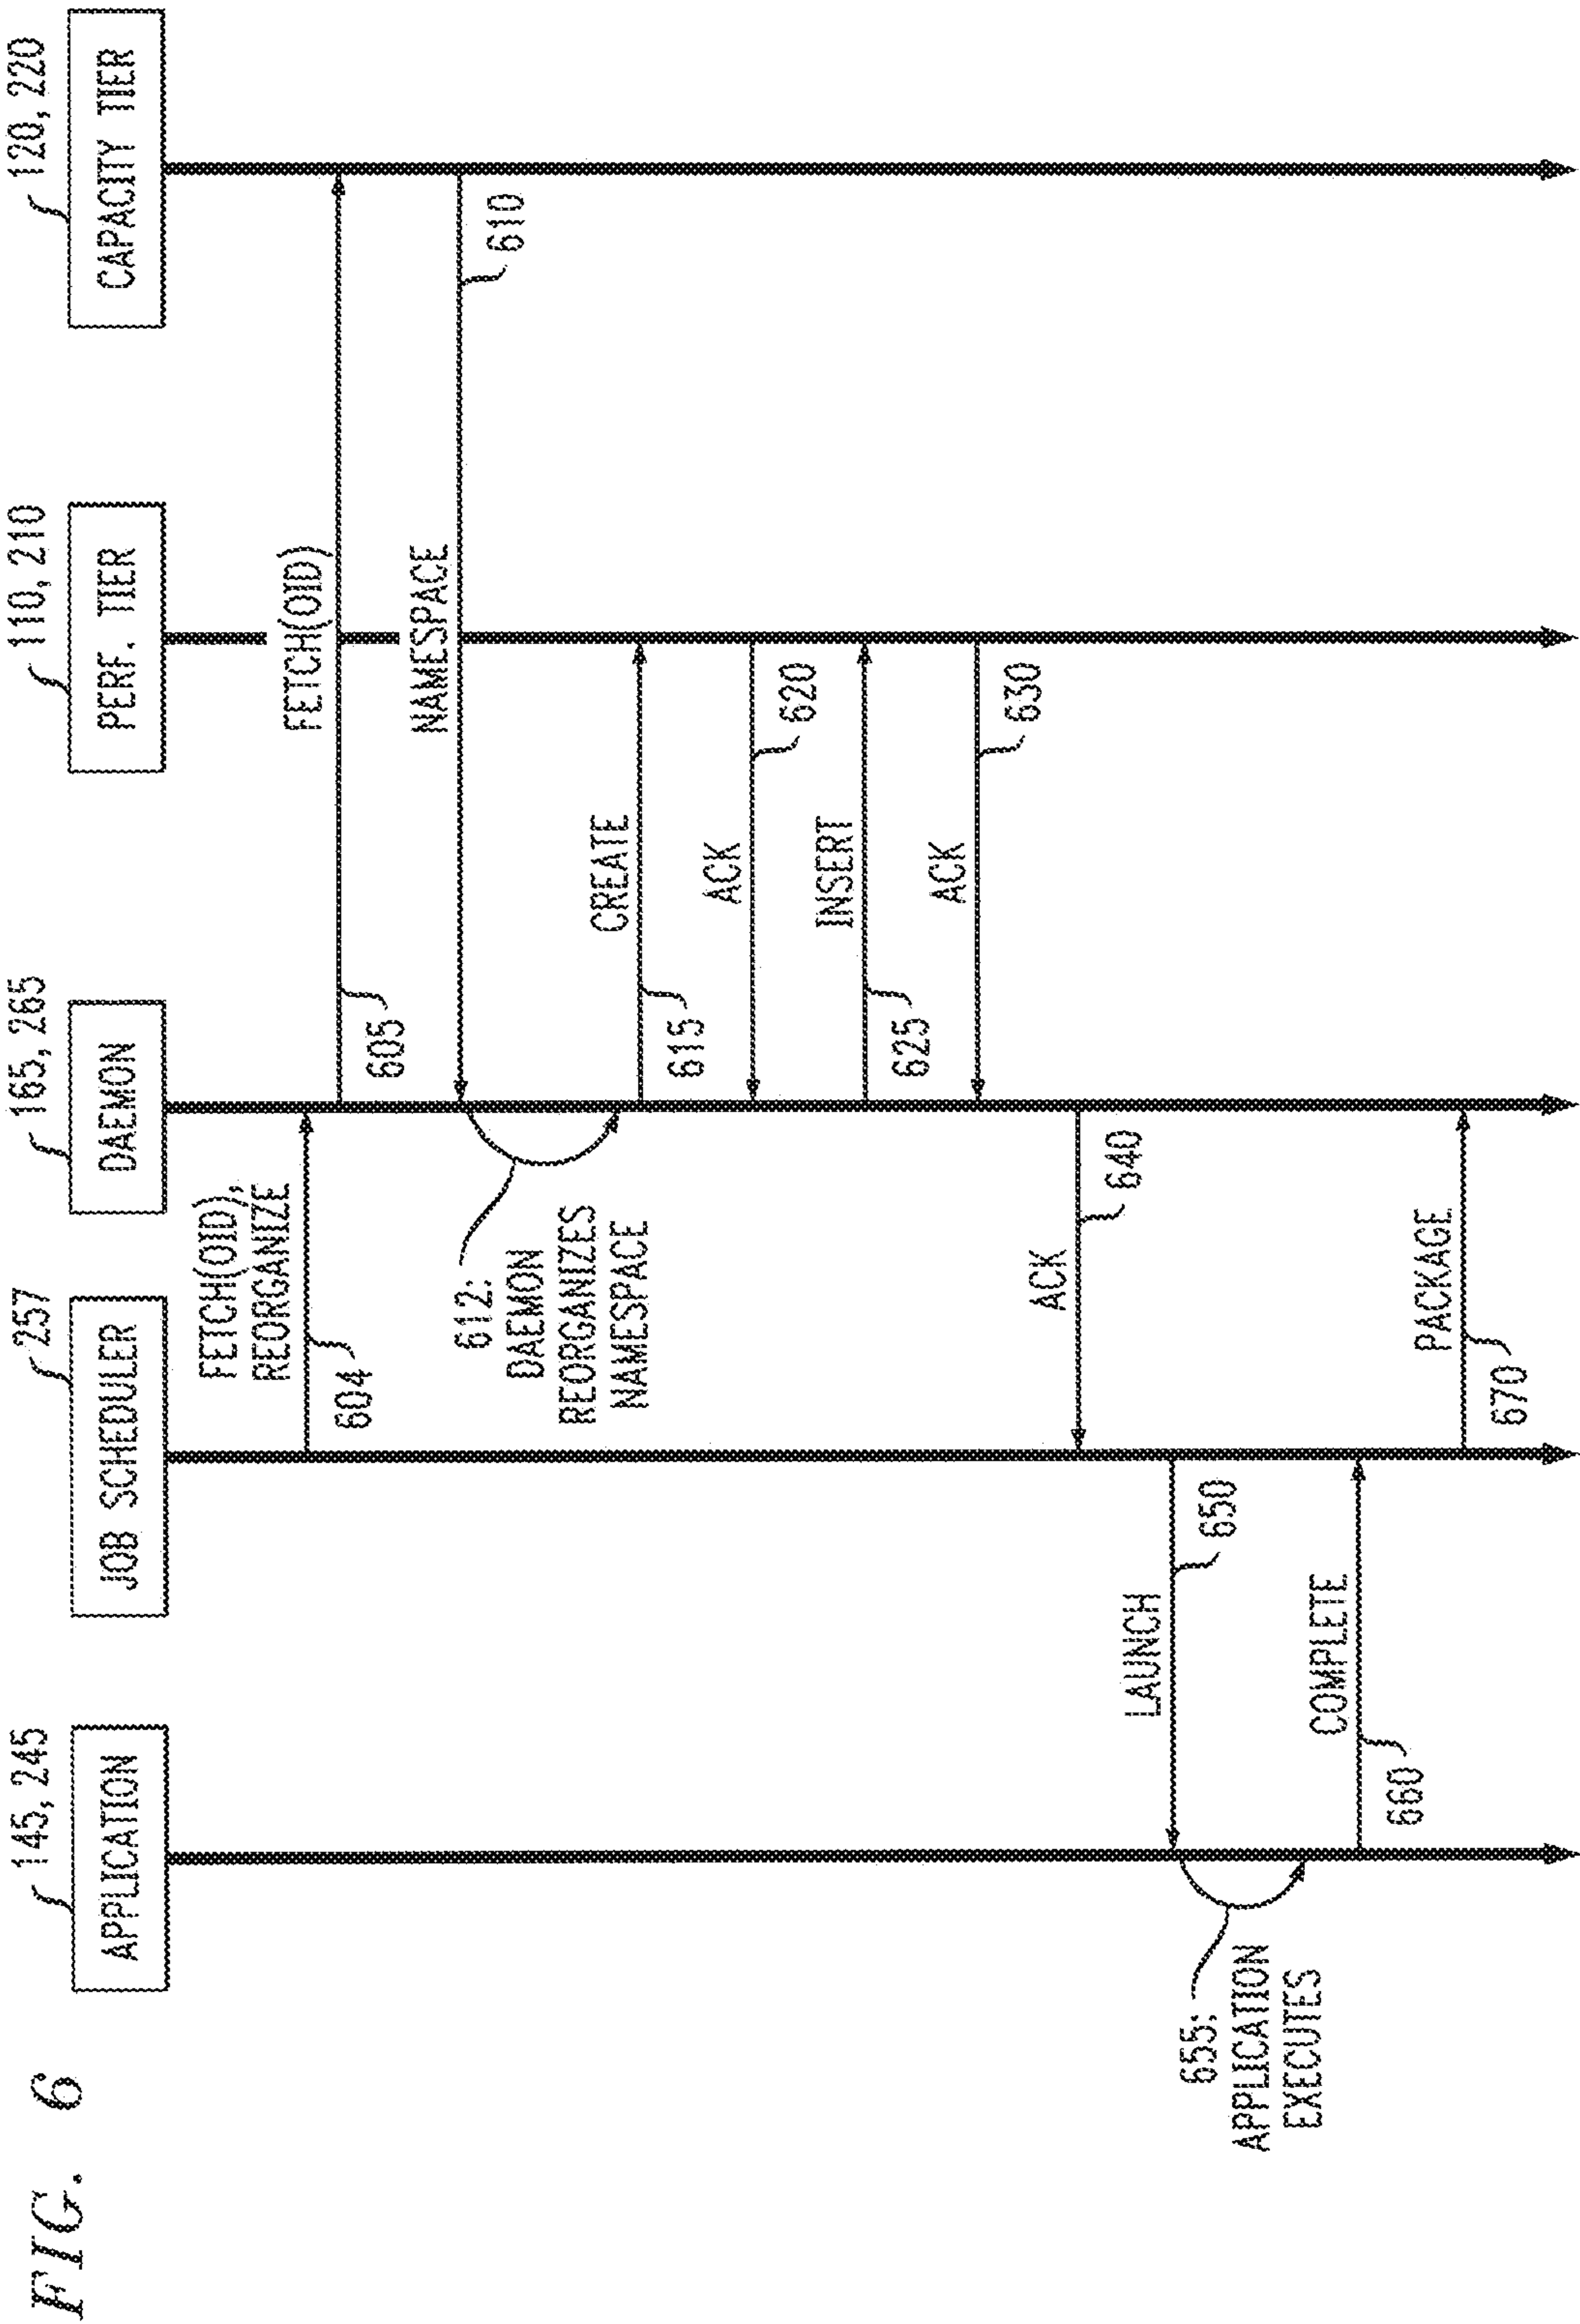 FIG. 6
145, 245
APPLICATION
257
JOB SCHEDULER
165, 265
DAEMON
110, 210
PERF. TIER
120, 220
CAPACITY TIER
FETCH(OID),
REORGANIZE
604
FETCH(OID)
605
NAMESPACE
610
612:
DAEMON
REORGANIZES
NAMESPACE
CREATE
615
ACK
620
INSERT
625
ACK
630
ACK
640
LAUNCH
650
655:
APPLICATION
EXECUTES
COMPLETE
660
PACKAGE
670